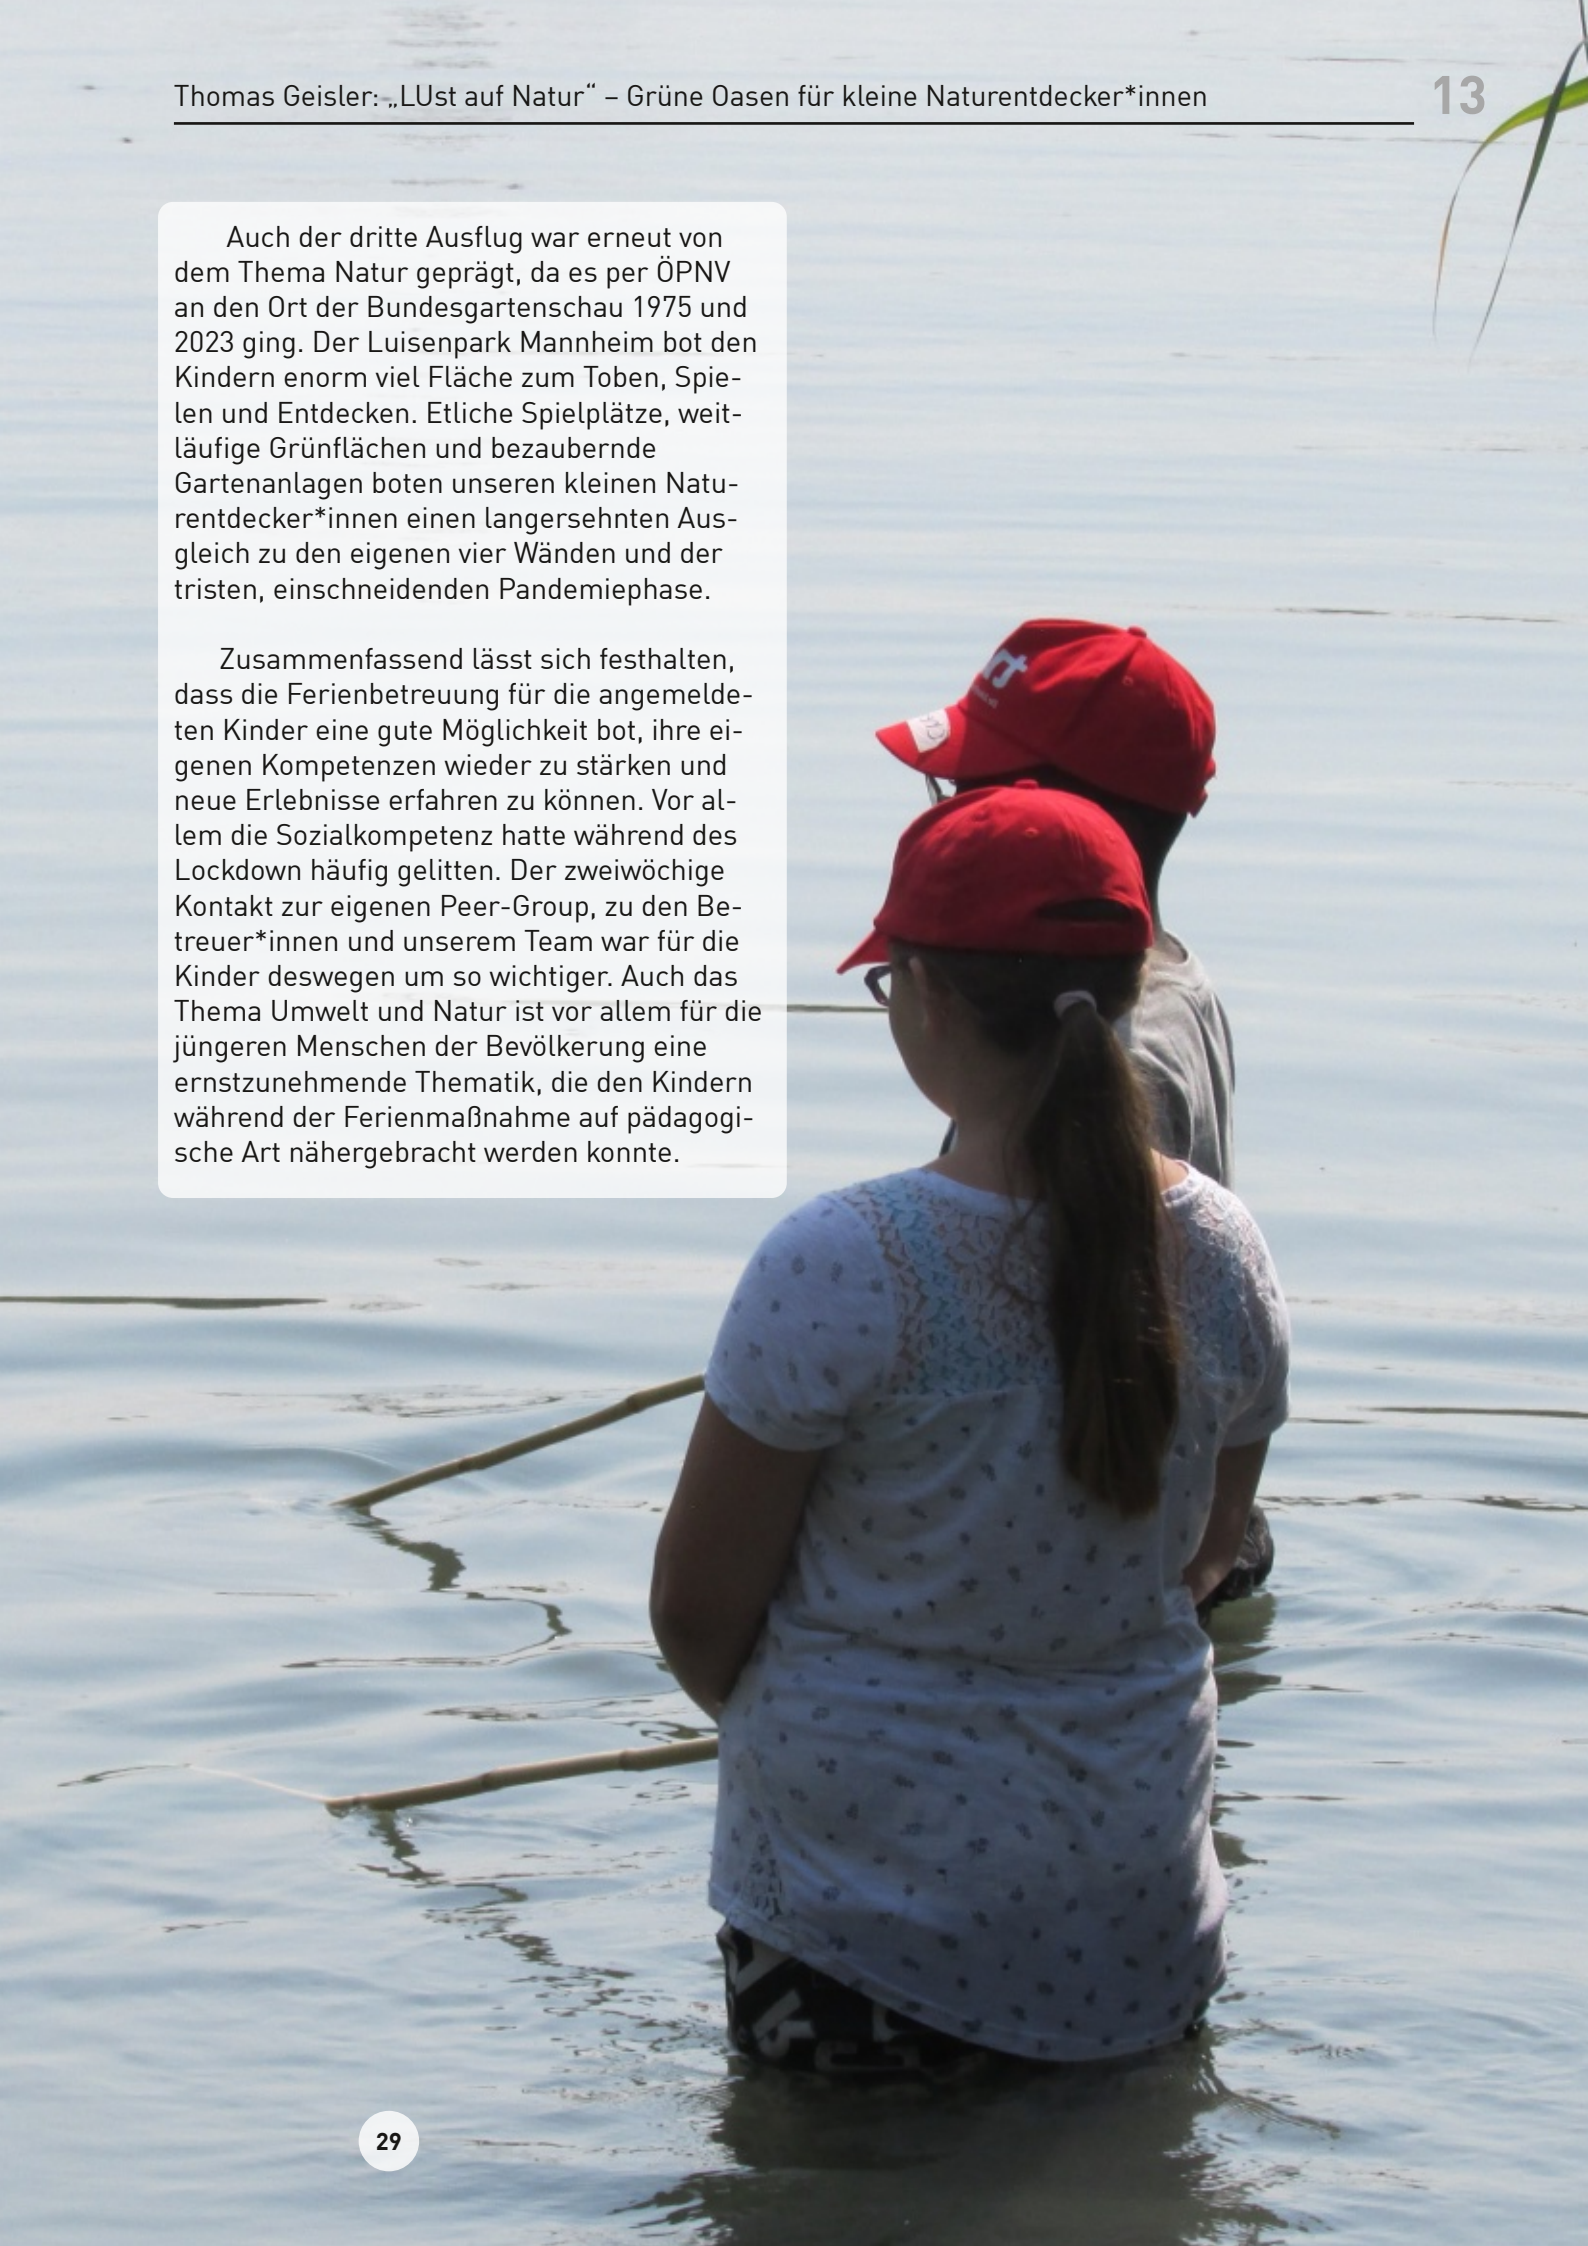 Thomas Geisler: „LUst auf Natur“ – Grüne Oasen für kleine Naturentdecker*innen
13
Auch der dritte Ausflug war erneut von
dem Thema Natur geprägt, da es per ÖPNV
an den Ort der Bundesgartenschau 1975 und
2023 ging. Der Luisenpark Mannheim bot den
Kindern enorm viel Fläche zum Toben, Spie-
len und Entdecken. Etliche Spielplätze, weit-
läufige Grünflächen und bezaubernde
Gartenanlagen boten unseren kleinen Natu-
rentdecker*innen einen langersehnten Aus-
gleich zu den eigenen vier Wänden und der
tristen, einschneidenden Pandemiephase.
Zusammenfassend lässt sich festhalten,
dass die Ferienbetreuung für die angemelde-
ten Kinder eine gute Möglichkeit bot, ihre ei-
genen Kompetenzen wieder zu stärken und
neue Erlebnisse erfahren zu können. Vor al-
lem die Sozialkompetenz hatte während des
Lockdown häufig gelitten. Der zweiwöchige
Kontakt zur eigenen Peer-Group, zu den Be-
treuer*innen und unserem Team war für die
Kinder deswegen um so wichtiger. Auch das
Thema Umwelt und Natur ist vor allem für die
jüngeren Menschen der Bevölkerung eine
ernstzunehmende Thematik, die den Kindern
während der Ferienmaßnahme auf pädagogi-
sche Art nähergebracht werden konnte.
29